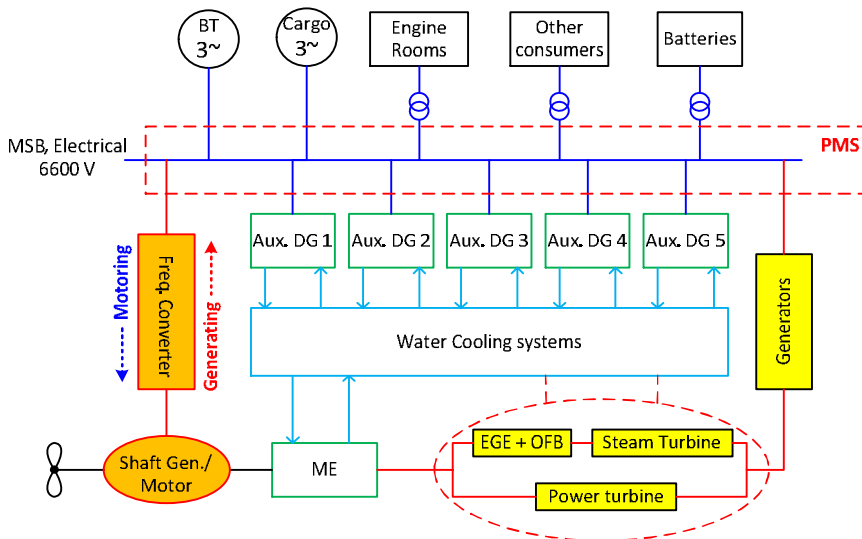 BT
3~
Cargo
3~
Engine
Rooms
Other
consumers
Batteries
MSB, Electrical
6600 V
PMS
Aux. DG 1
Aux. DG 2
Aux. DG 3
Aux. DG 4
Aux. DG 5
Motoring
Freq. Converter
Generating
Water Cooling systems
Generators
EGE + OFB
Steam Turbine
Shaft Gen./
Motor
ME
Power turbine